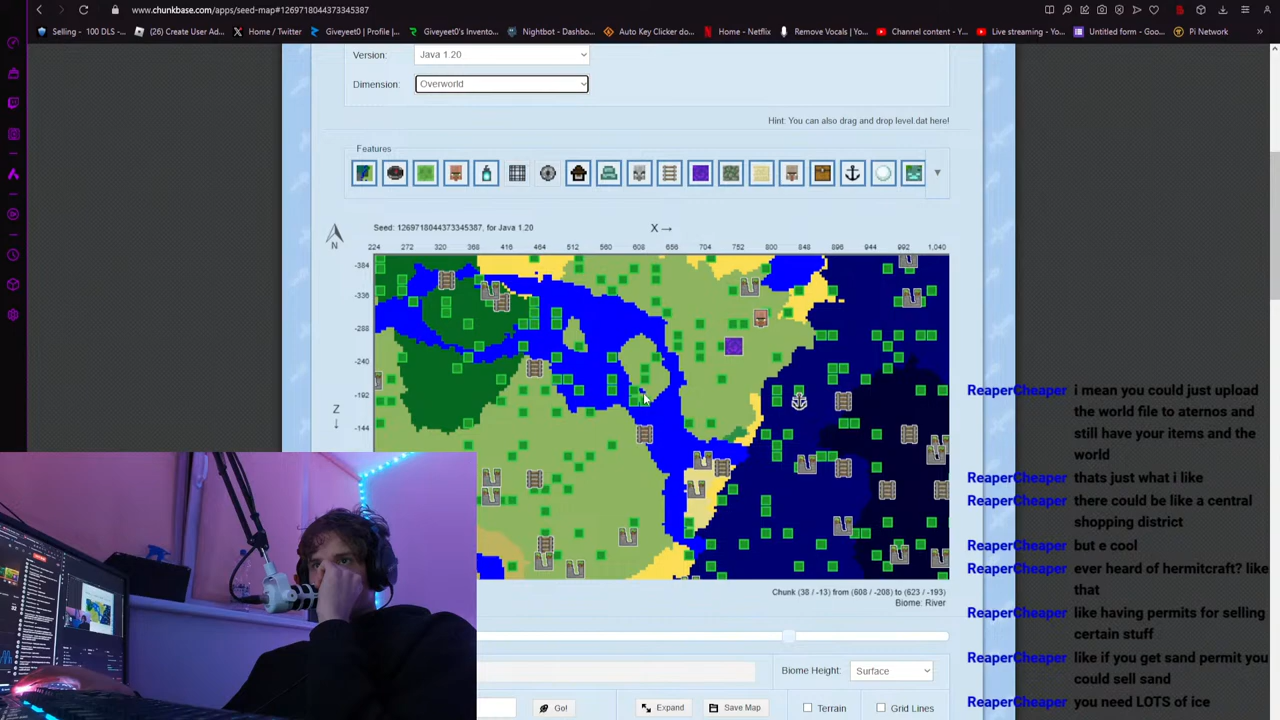 www.chunkbase.com/apps/seed-map#1269718044373345387
Selling - 100 DLS -
(26) Create User Ad...
X (26) Home / Twitter
Giveyeet0 | Profile |...
Giveyeet0's Invento...
Nightbot - Dashbo...
Auto Key Clicker do...
Home - Netflix
Remove Vocals | Vo...
Channel content - Y...
Live streaming - Yo...
Untitled form - Goo...
Pi Network
Version:
Java 1.20
Dimension:
Overworld
Hint: You can also drag and drop level.dat here!
Features
Seed: 1269718044373345387, for Java 1.20
X →
N
224 272 320 368 416 464 512 560 608 656 704 752 800 848 896 944 992 1,040
-384
-336
-288
-240
-192
-144
Z
Chunk (38 / -13) from (608 / -208) to (623 / -193)
Biome: River
Biome Height:
Surface
Go!
Expand
Save Map
Terrain
Grid Lines
ReaperCheaper i mean you could just upload
the world file to aternos and
still have your items and the
world
ReaperCheaper thats just what i like
ReaperCheaper there could be like a central
shopping district
ReaperCheaper but e cool
ReaperCheaper ever heard of hermitcraft? like
that
ReaperCheaper like having permits for selling
certain stuff
ReaperCheaper like if you get sand permit you
could sell sand
ReaperCheaper you need LOTS of ice